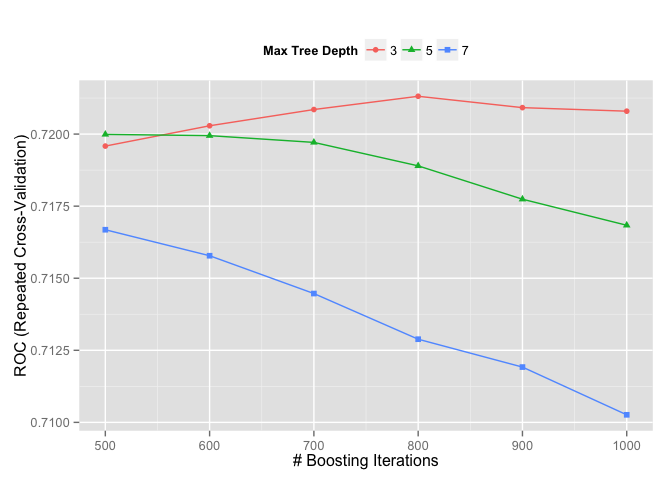 Max Tree Depth 3 5 7
ROC (Repeated Cross-Validation)
0.7200
0.7175
0.7150
0.7125
0.7100
500 600 700 800 900 1000
# Boosting Iterations